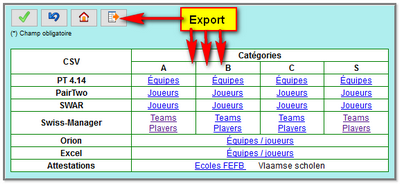 Export
(*) Champ obligatoire
CSV Catégories
A B C S
PT 4.14 Équipes Équipes Équipes Équipes
PairTwo Joueurs Joueurs Joueurs Joueurs
SWAR Joueurs Joueurs Joueurs Joueurs
Swiss-Manager Teams Teams Teams Teams
Players Players Players Players
Orion Équipes / joueurs
Excel Équipes / joueurs
Attestations Ecoles FEFB Vlaamse scholen